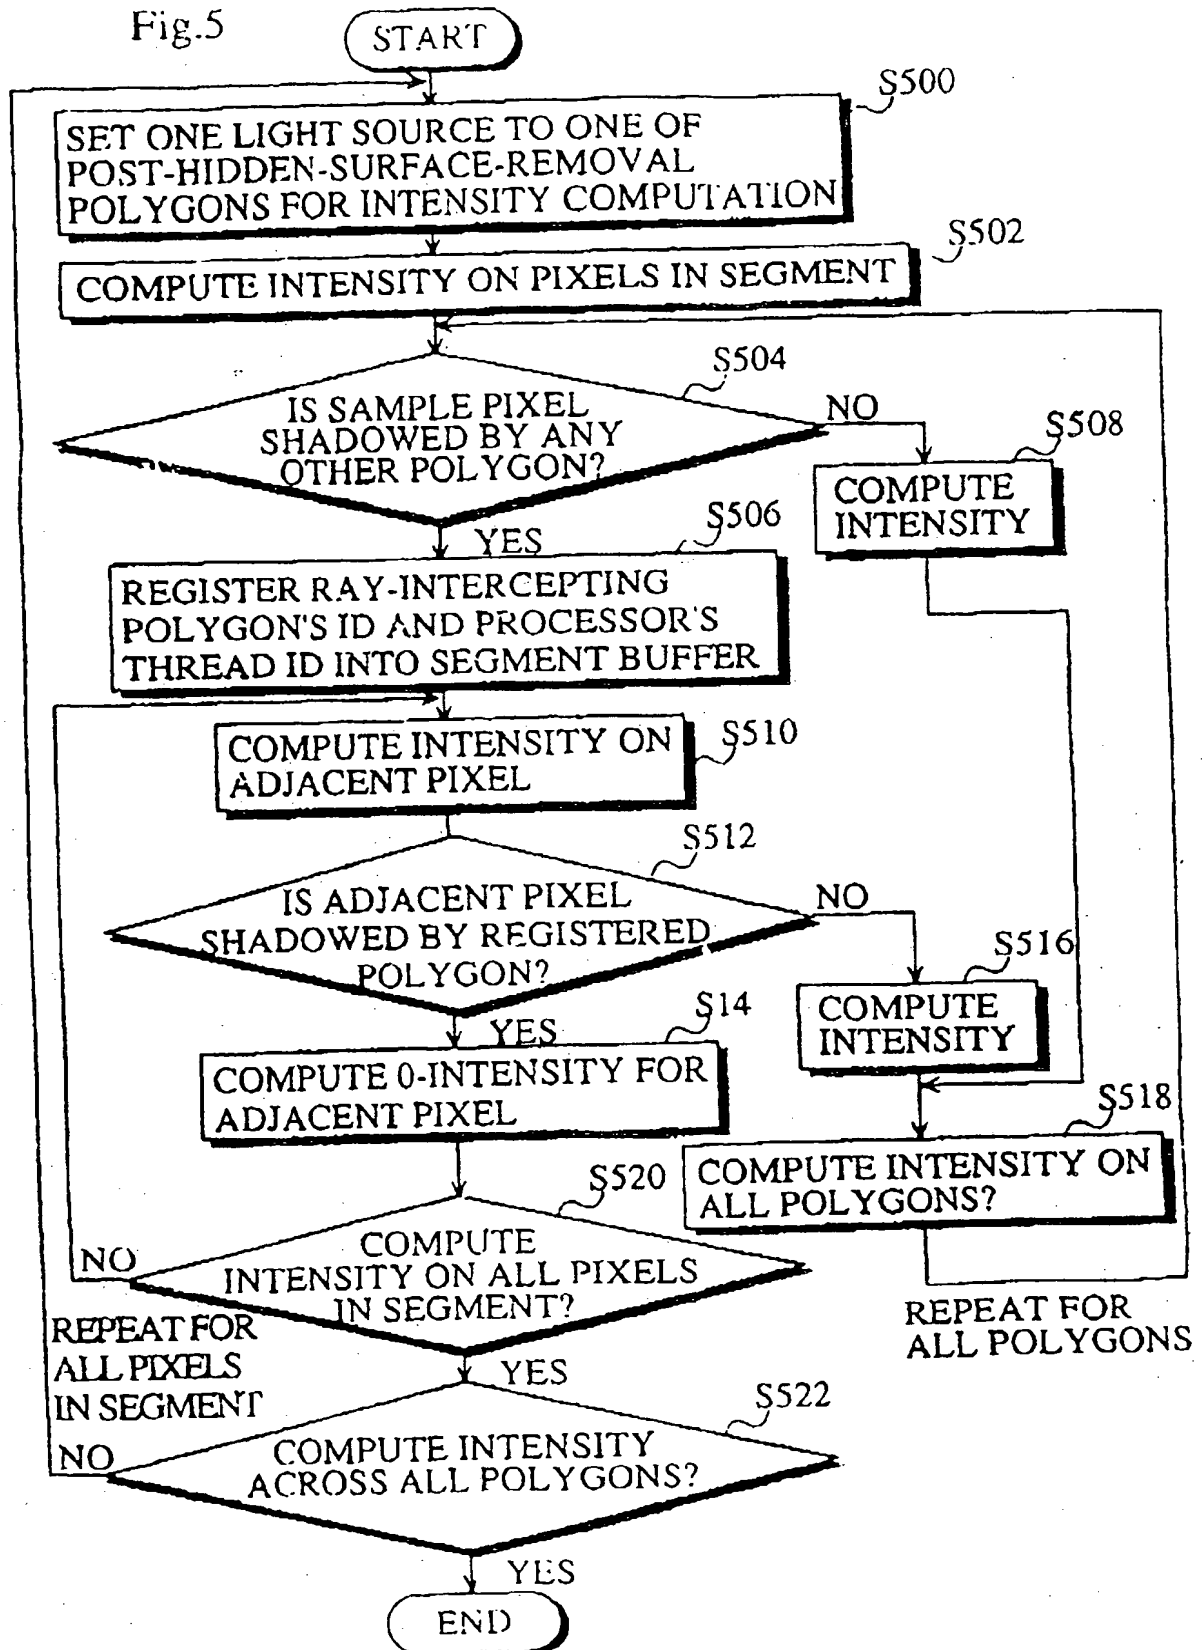 Fig.5
START
S500
SET ONE LIGHT SOURCE TO ONE OF
POST-HIDDEN-SURFACE-REMOVAL
POLYGONS FOR INTENSITY COMPUTATION
S502
COMPUTE INTENSITY ON PIXELS IN SEGMENT
S504
IS SAMPLE PIXEL
SHADOWED BY ANY
OTHER POLYGON?
NO
S508
COMPUTE
INTENSITY
YES
S506
REGISTER RAY-INTERCEPTING
POLYGON'S ID AND PROCESSOR'S
THREAD ID INTO SEGMENT BUFFER
S510
COMPUTE INTENSITY ON
ADJACENT PIXEL
S512
IS ADJACENT PIXEL
SHADOWED BY REGISTERED
POLYGON?
NO
S516
COMPUTE
INTENSITY
YES
S14
COMPUTE 0-INTENSITY FOR
ADJACENT PIXEL
S518
COMPUTE INTENSITY ON
ALL POLYGONS?
S520
COMPUTE
INTENSITY ON ALL PIXELS
IN SEGMENT?
NO
REPEAT FOR
ALL PIXELS
IN SEGMENT
REPEAT FOR
ALL POLYGONS
YES
S522
COMPUTE INTENSITY
ACROSS ALL POLYGONS?
NO
YES
END